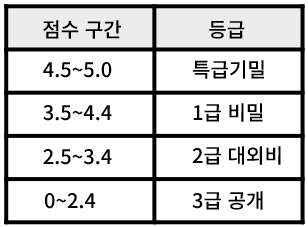 점수 구간 등급
4.5~5.0 특급기밀
3.5~4.4 1급 비밀
2.5~3.4 2급 대외비
0~2.4 3급 공개